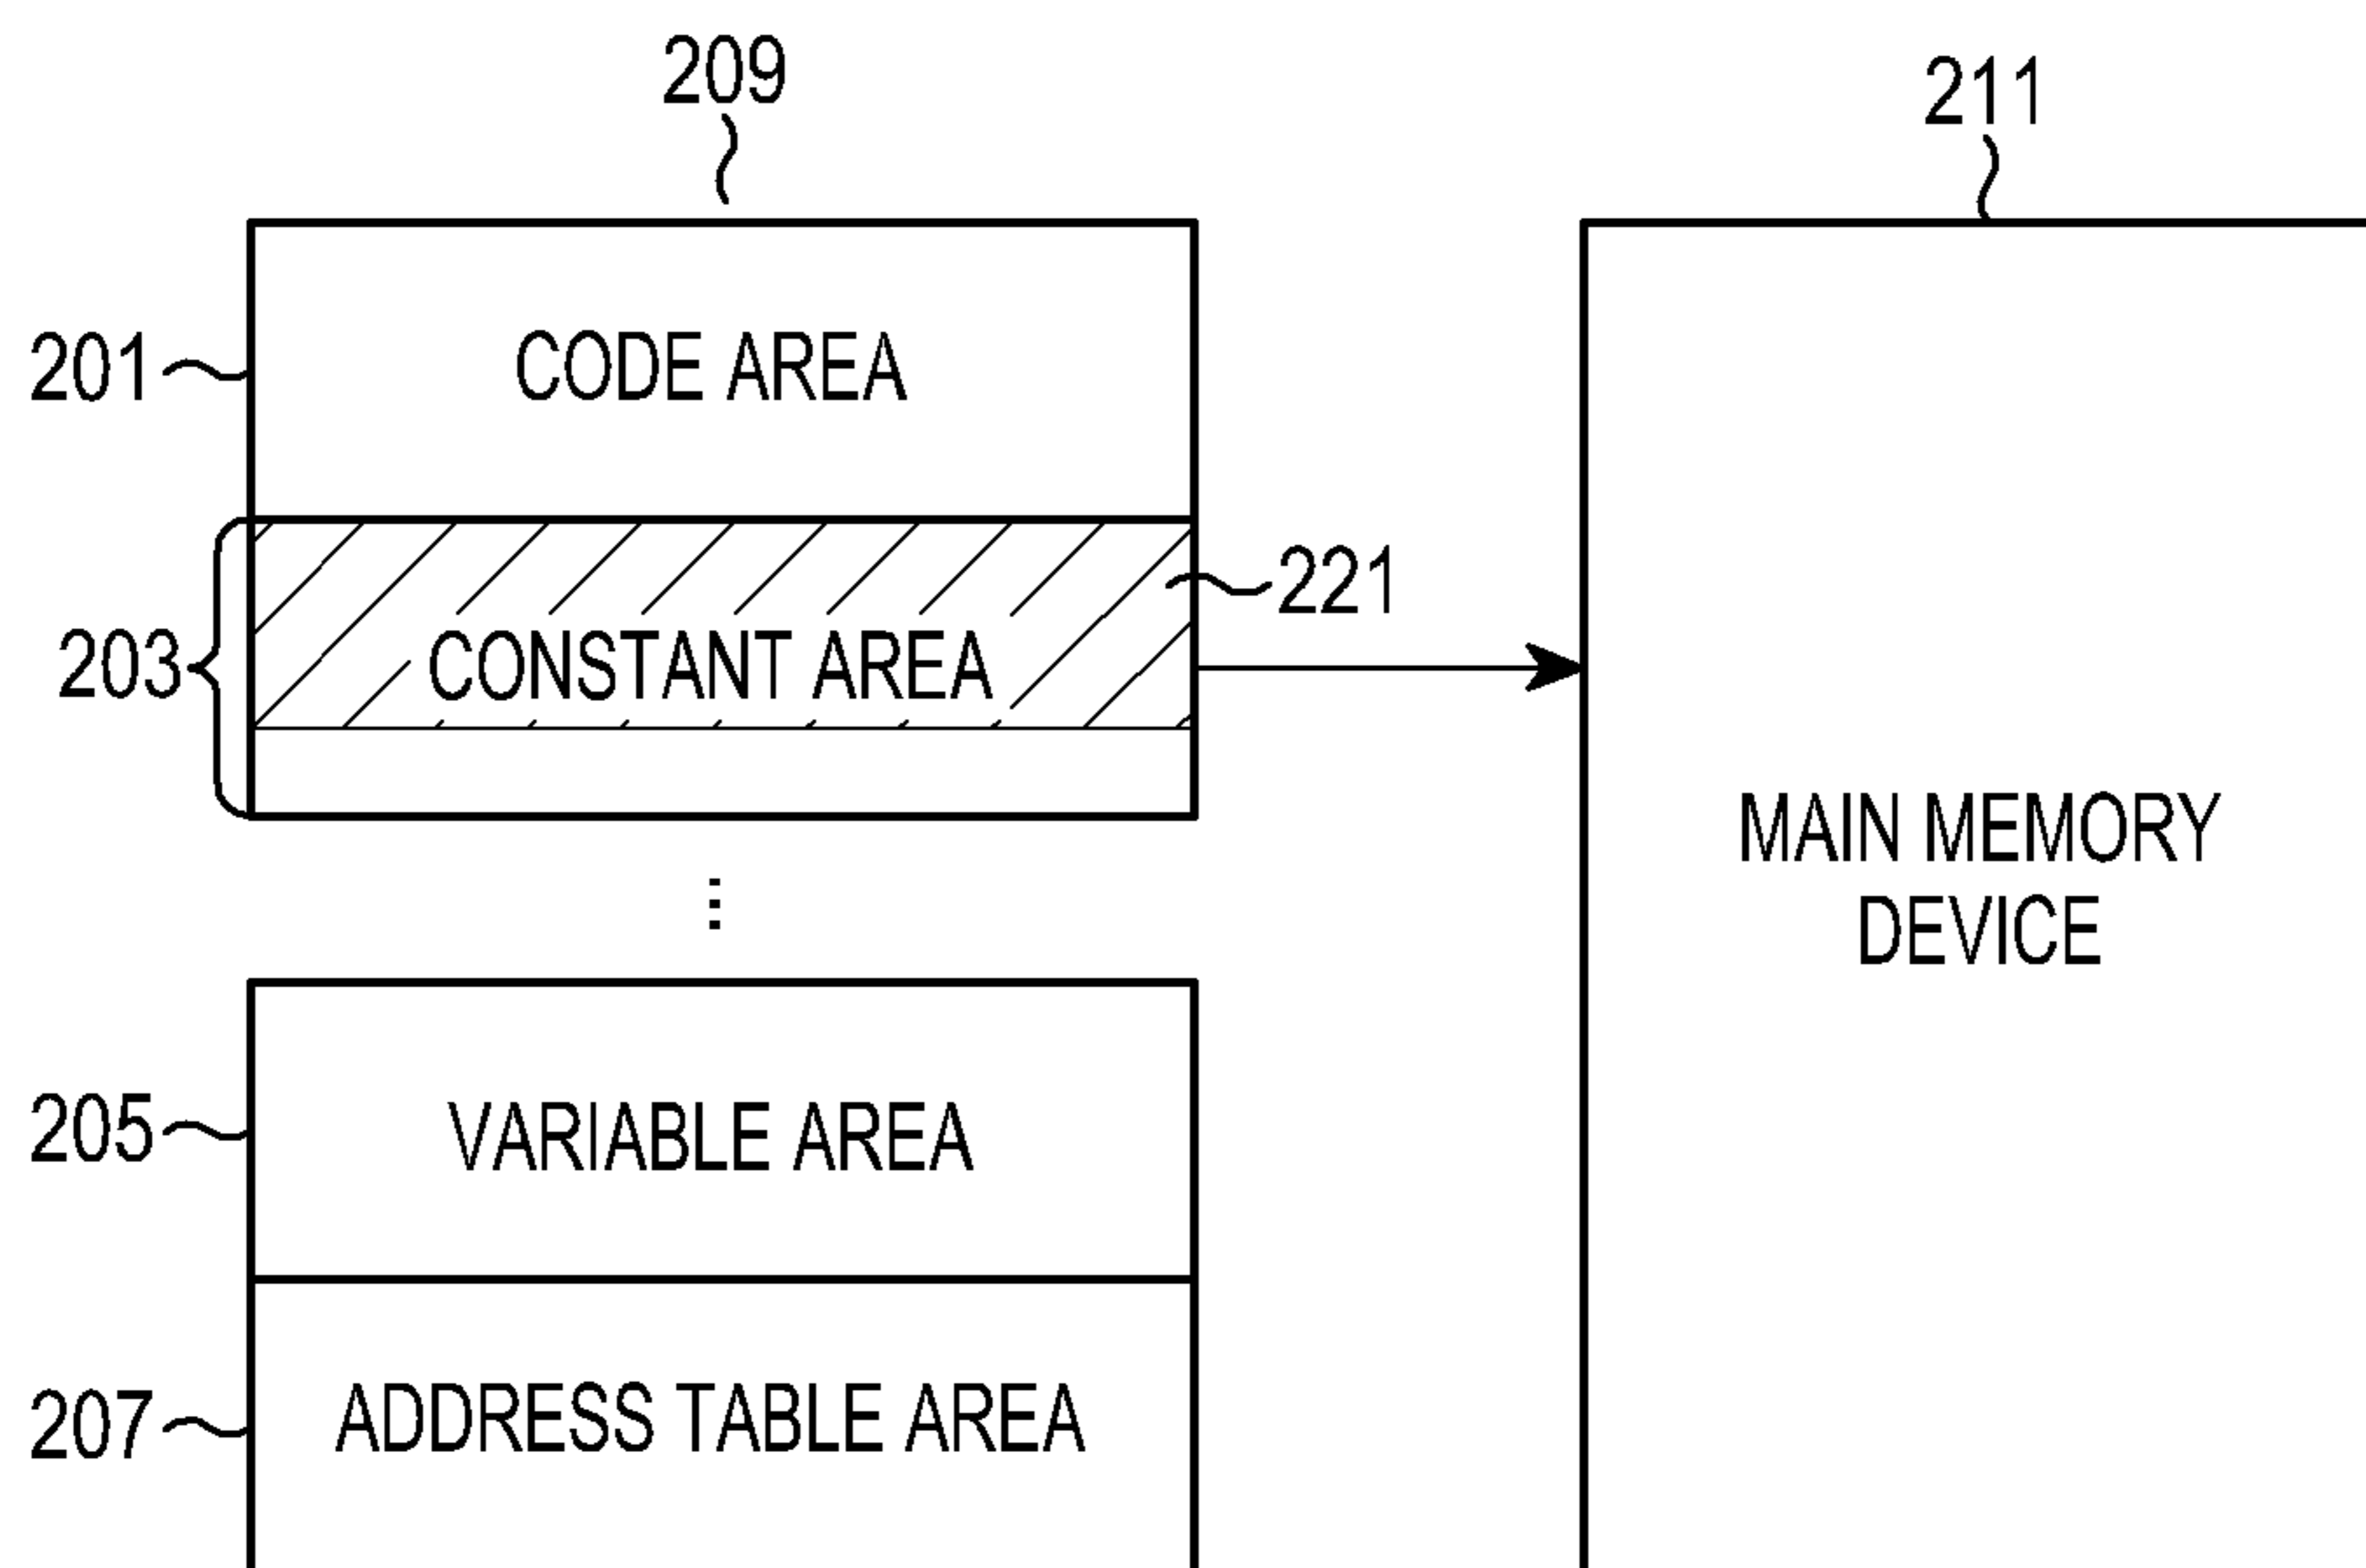 209
211
201
CODE AREA
221
203
CONSTANT AREA
MAIN MEMORY
DEVICE
205
VARIABLE AREA
207
ADDRESS TABLE AREA